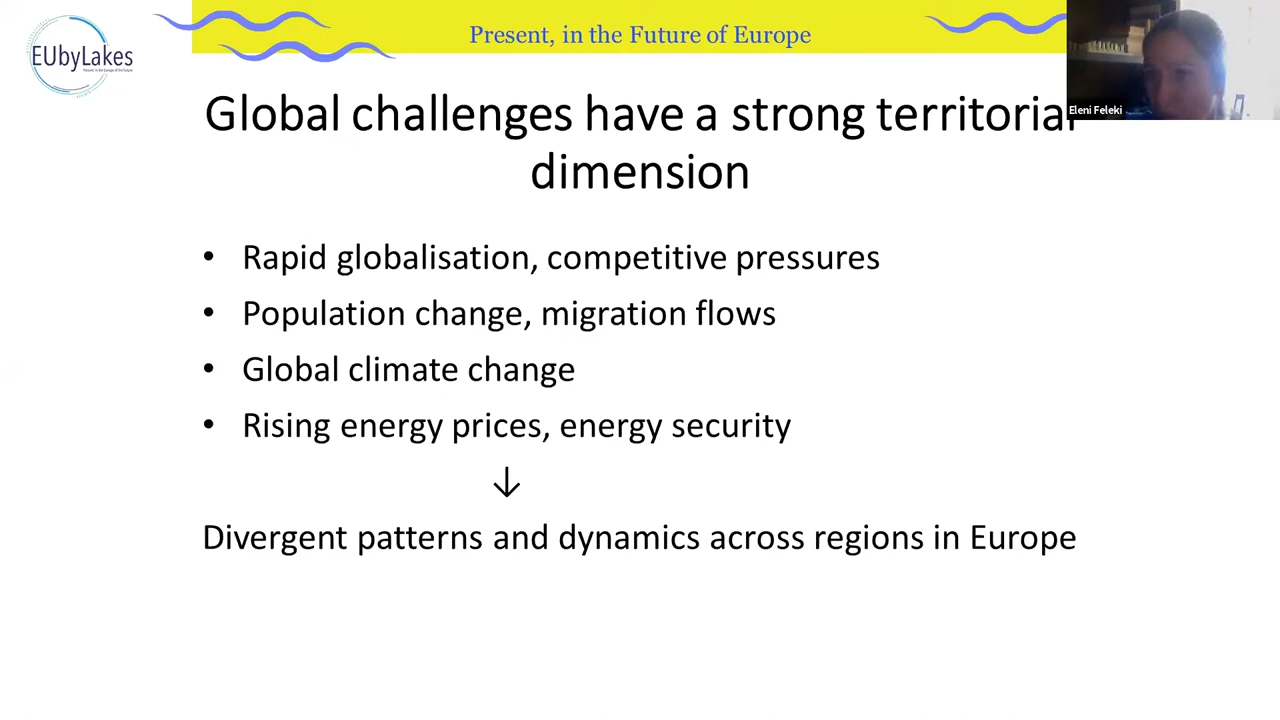 EUbyLakes
Present, in the Future of Europe
Eleni Feleki
Global challenges have a strong territorial
dimension
• Rapid globalisation, competitive pressures
• Population change, migration flows
• Global climate change
• Rising energy prices, energy security
↓
Divergent patterns and dynamics across regions in Europe